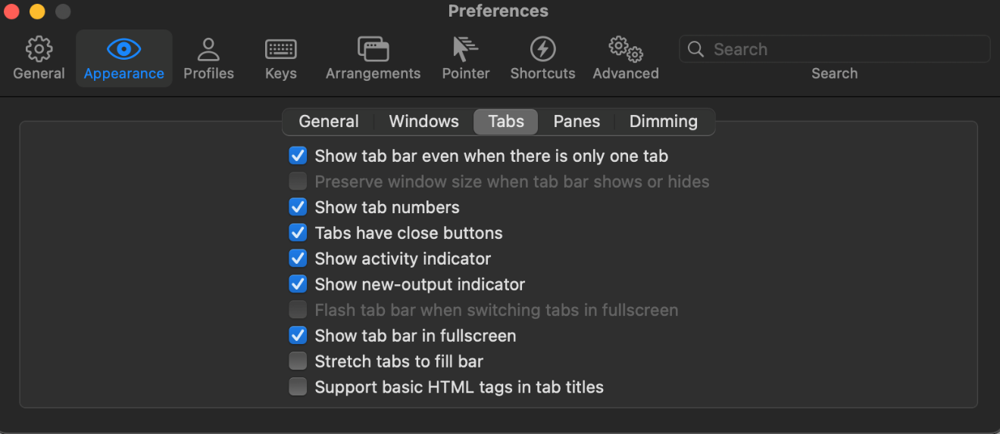 Preferences
General Appearance Profiles Keys Arrangements Pointer Shortcuts Advanced Search
Search
General Windows Tabs Panes Dimming
Show tab bar even when there is only one tab
Preserve window size when tab bar shows or hides
Show tab numbers
Tabs have close buttons
Show activity indicator
Show new-output indicator
Flash tab bar when switching tabs in fullscreen
Show tab bar in fullscreen
Stretch tabs to fill bar
Support basic HTML tags in tab titles